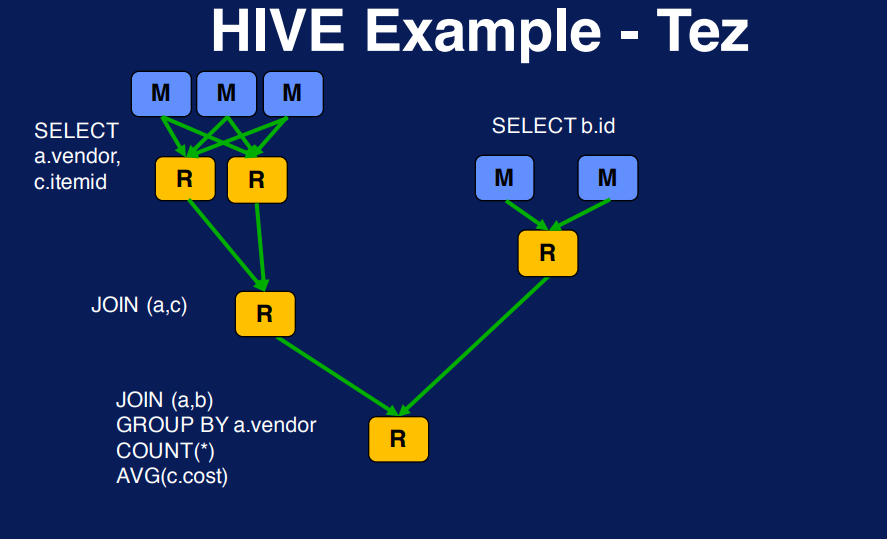 HIVE Example - Tez
M M M
SELECT
a.vendor,
c.itemid
R R
SELECT b.id
M M
R
JOIN (a,c)
R
JOIN (a,b)
GROUP BY a.vendor
COUNT(*)
AVG(c.cost)
R